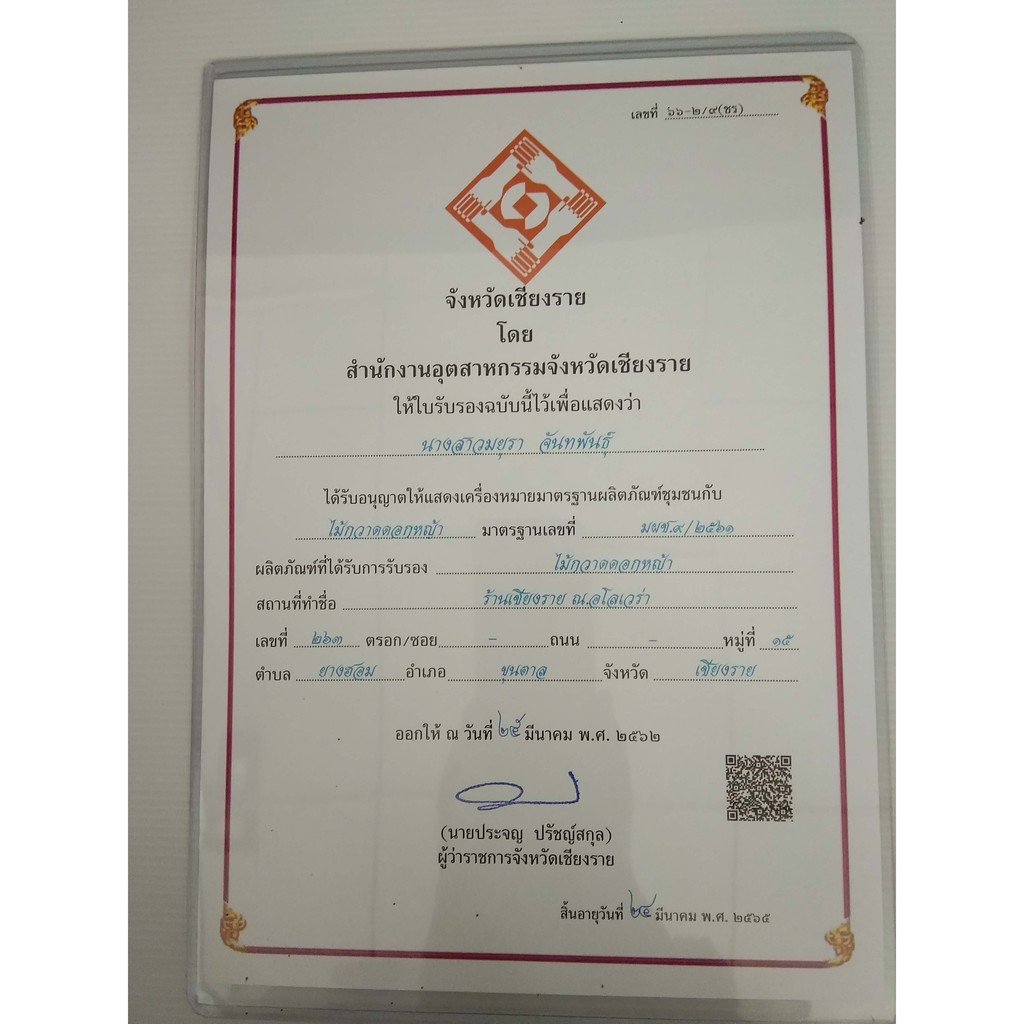 เลขที่ ๖๖-๒/๙(ชร)
จังหวัดเชียงราย
โดย
สำนักงานอุตสาหกรรมจังหวัดเชียงราย
ให้ใบรับรองฉบับนี้ไว้เพื่อแสดงว่า
นางสาวมยุรา จันทพันธุ์
ได้รับอนุญาตให้แสดงเครื่องหมายมาตรฐานผลิตภัณฑ์ชุมชนกับ
ไม้กวาดดอกหญ้า มาตรฐานเลขที่ มผช.๙/๒๕๖๑
ผลิตภัณฑ์ที่ได้รับการรับรอง ไม้กวาดดอกหญ้า
สถานที่ทำชื่อ ร้านเชียงราย ณ.อโลเวร่า
เลขที่ ๒๖๓ ตรอก/ซอย - ถนน - หมู่ที่ ๑๕
ตำบล ยางฮอม อำเภอ ขุนตาล จังหวัด เชียงราย
ออกให้ ณ วันที่ ๒๕ มีนาคม พ.ศ. ๒๕๖๒
(นายประจญ ปรัชญ์สกุล)
ผู้ว่าราชการจังหวัดเชียงราย
สิ้นอายุวันที่ ๒๔ มีนาคม พ.ศ. ๒๕๖๕